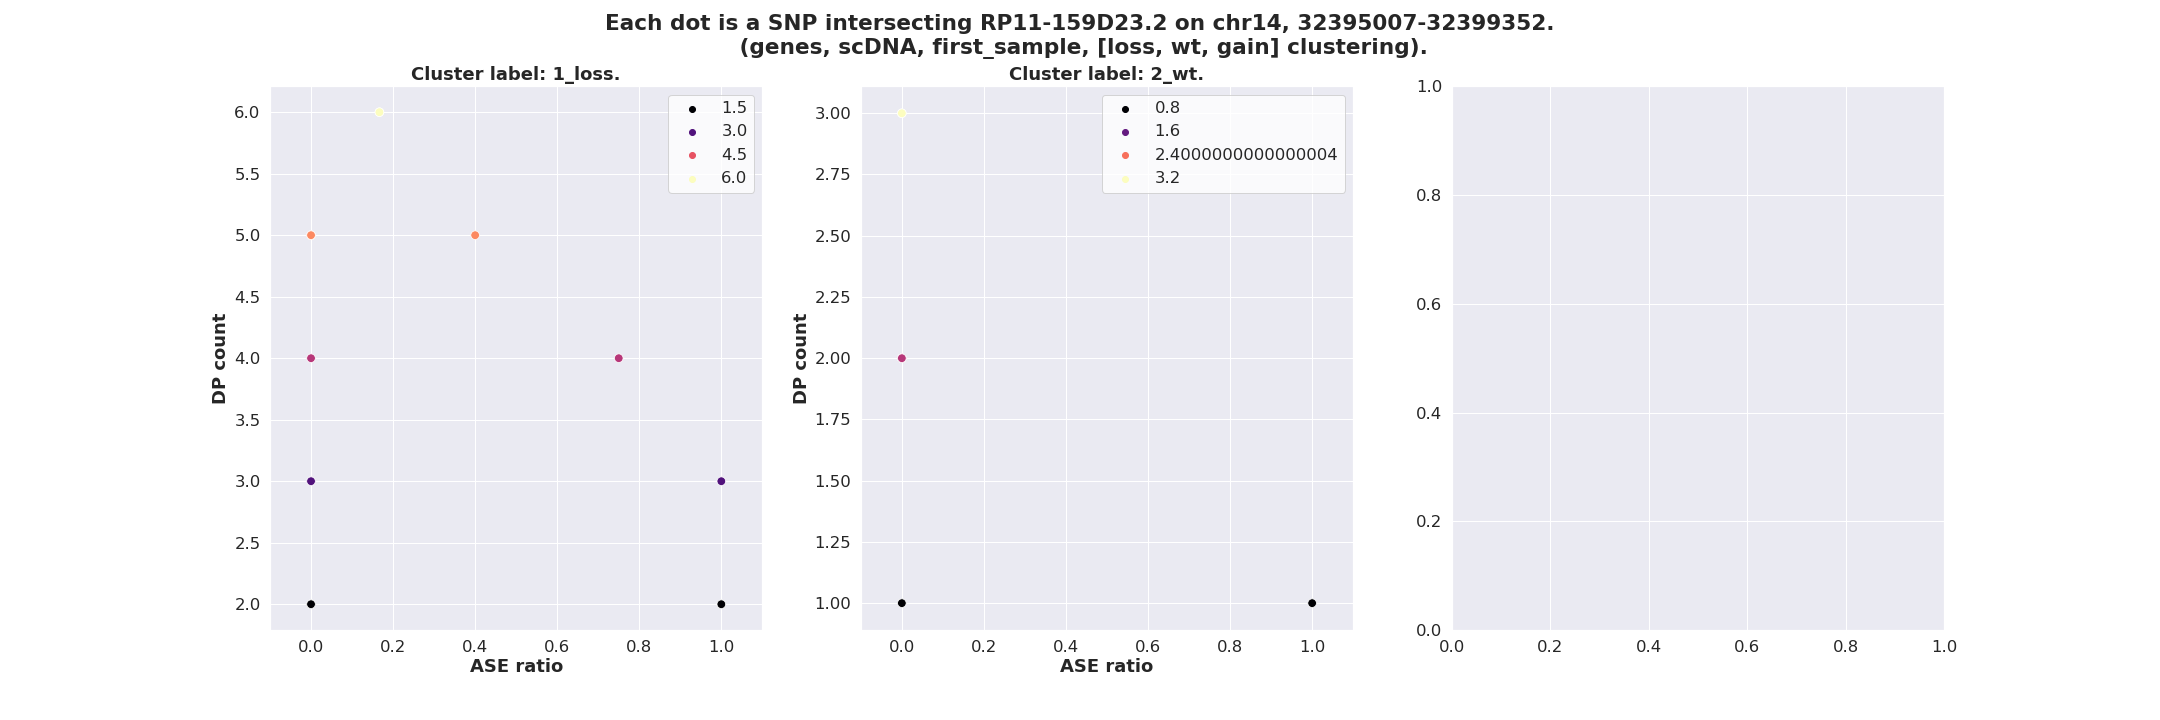 Each dot is a SNP intersecting RP11-159D23.2 on chr14, 32395007-32399352.
(genes, scDNA, first_sample, [loss, wt, gain] clustering).
Cluster label: 1_loss.
1.5
3.0
4.5
6.0
6.0
5.5
5.0
4.5
4.0
3.5
3.0
2.5
2.0
DP count
0.0 0.2 0.4 0.6 0.8 1.0
ASE ratio
Cluster label: 2_wt.
0.8
1.6
2.4000000000000004
3.2
3.00
2.75
2.50
2.25
2.00
1.75
1.50
1.25
1.00
DP count
0.0 0.2 0.4 0.6 0.8 1.0
ASE ratio
1.0
0.8
0.6
0.4
0.2
0.0
0.0 0.2 0.4 0.6 0.8 1.0